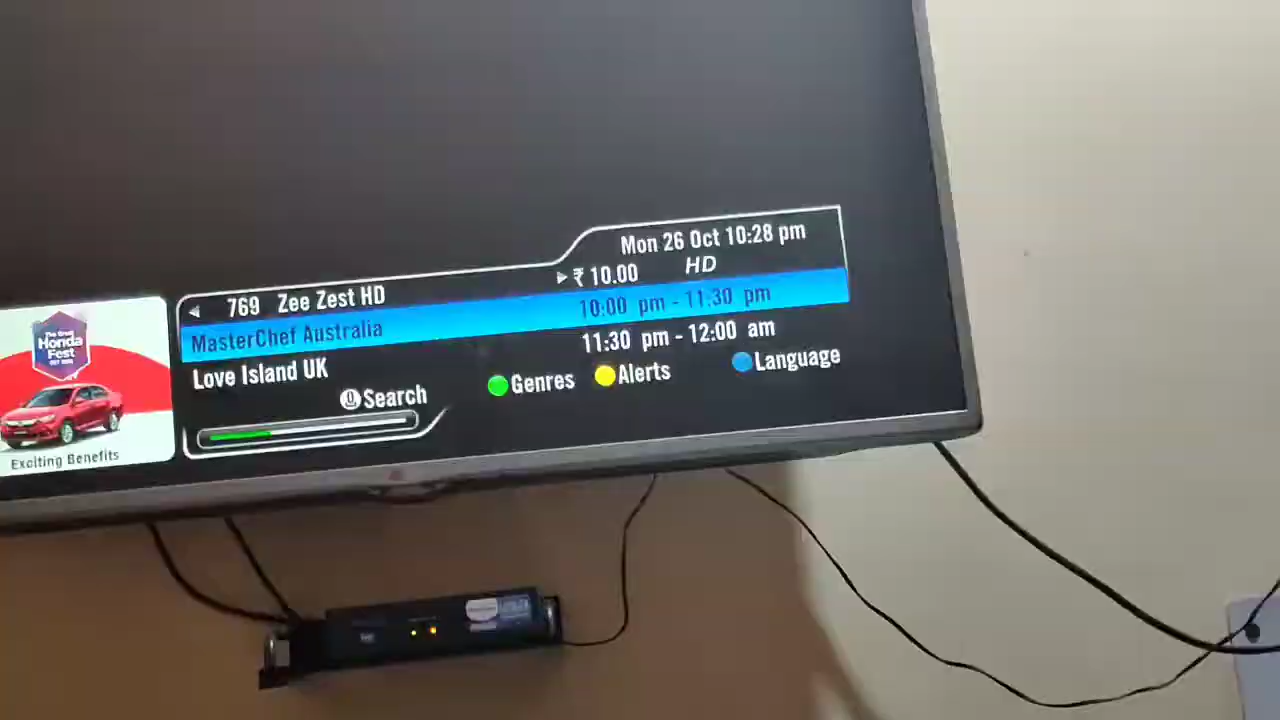 Mon 26 Oct 10:28 pm
769 Zee Zest HD ₹ 10.00 HD
MasterChef Australia 10:00 pm - 11:30 pm
Love Island UK 11:30 pm - 12:00 am
Search Genres Alerts Language
The Great
Honda
Fest
Exciting Benefits